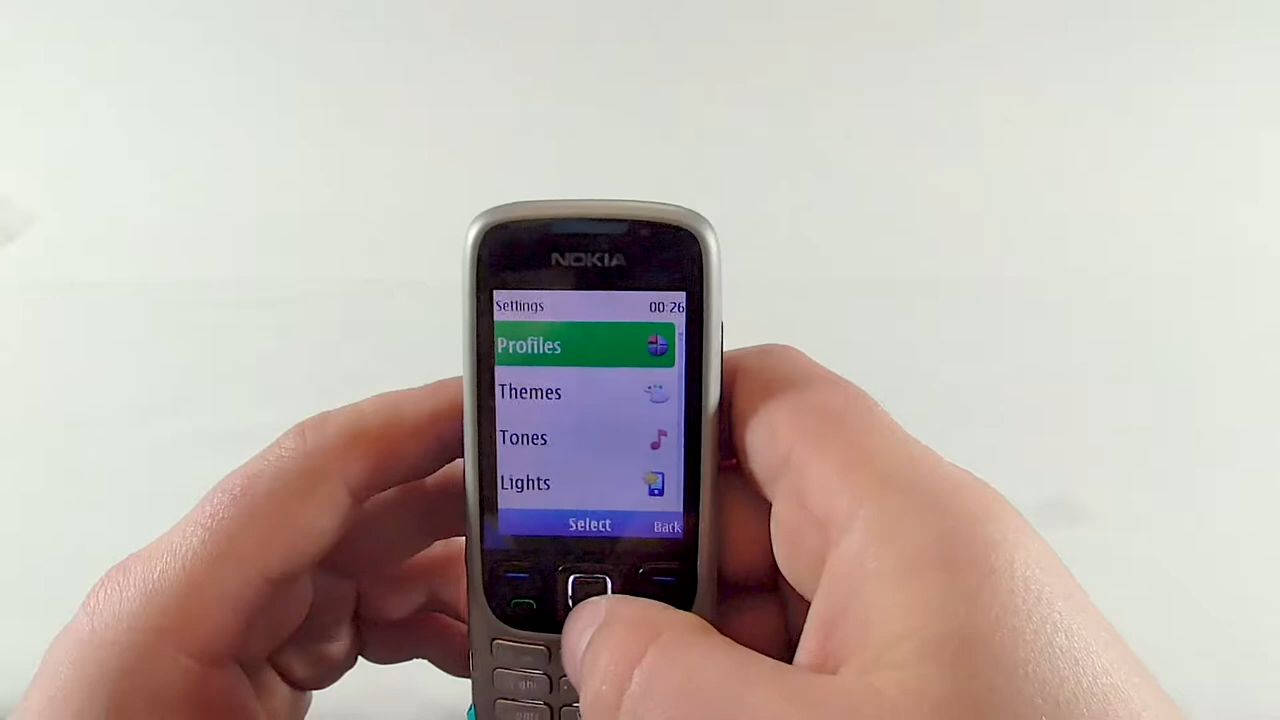 NOKIA
Settings 00:26
Profiles
Themes
Tones
Lights
Select Back